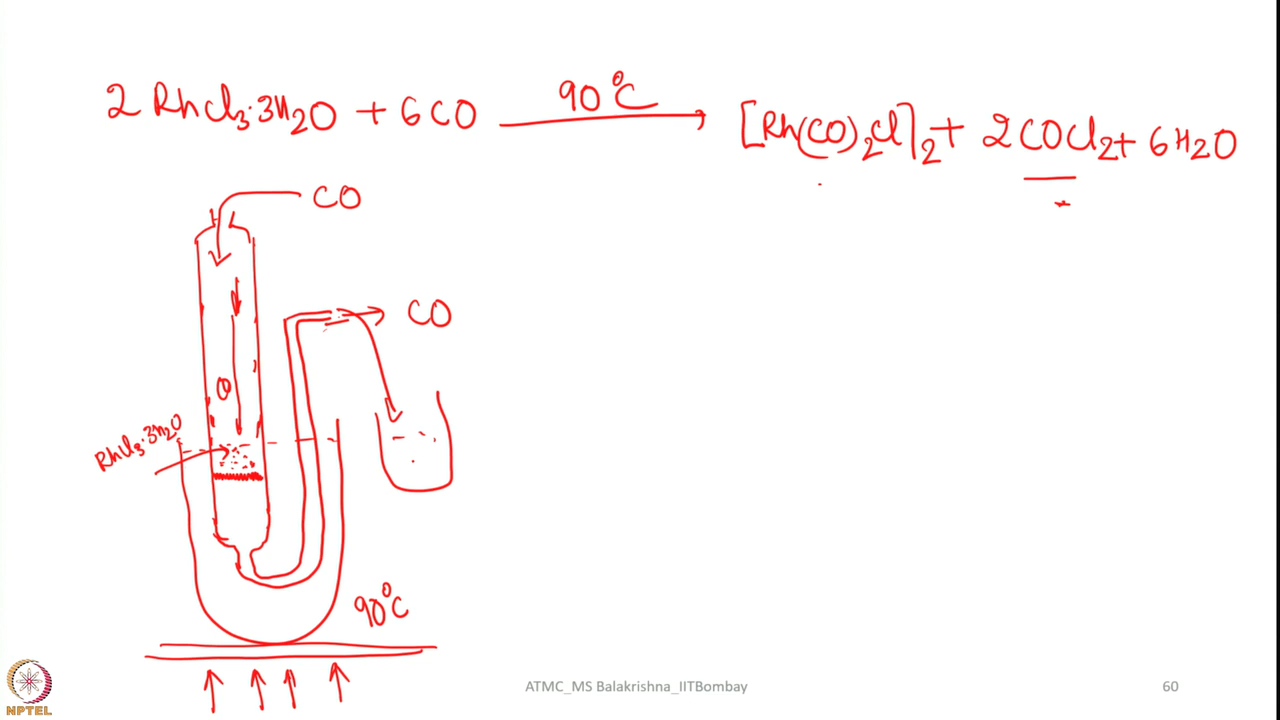 2 RhCl₃·3H₂O + 6CO 90°C [Rh(CO)₂Cl]₂ + 2COCl₂ + 6H₂O
CO
CO
RhCl₃·3H₂O
90°C
NPTEL
ATMC_MS Balakrishna_IITBombay
60